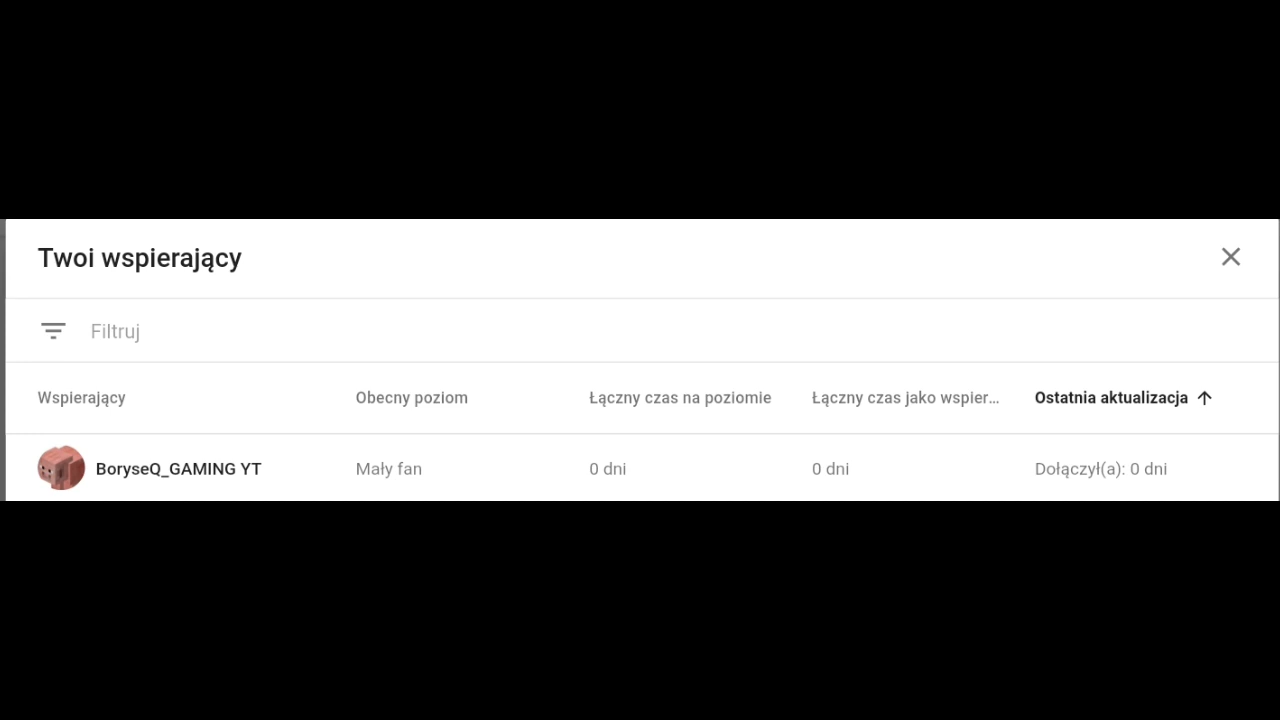 Twoi wspierający
Filtruj
Wspierający Obecny poziom Łączny czas na poziomie Łączny czas jako wspier... Ostatnia aktualizacja
BoryseQ_GAMING YT Mały fan 0 dni 0 dni Dołączył(a): 0 dni